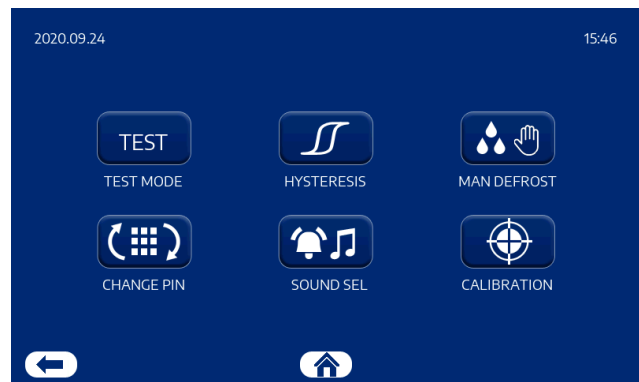 2020.09.24 15:46
TEST
TEST MODE HYSTERESIS MAN DEFROST
CHANGE PIN SOUND SEL CALIBRATION